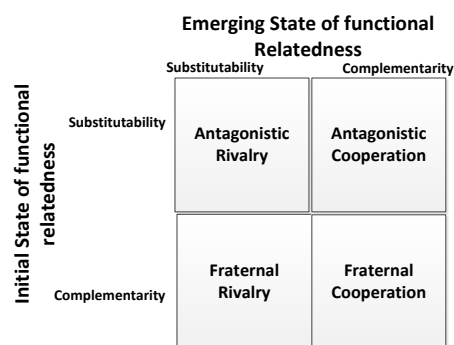 Emerging State of functional
Relatedness
Substitutability Complementarity
Initial State of functional
relatedness
Substitutability
Antagonistic Antagonistic
Rivalry Cooperation
Complementarity
Fraternal Fraternal
Rivalry Cooperation